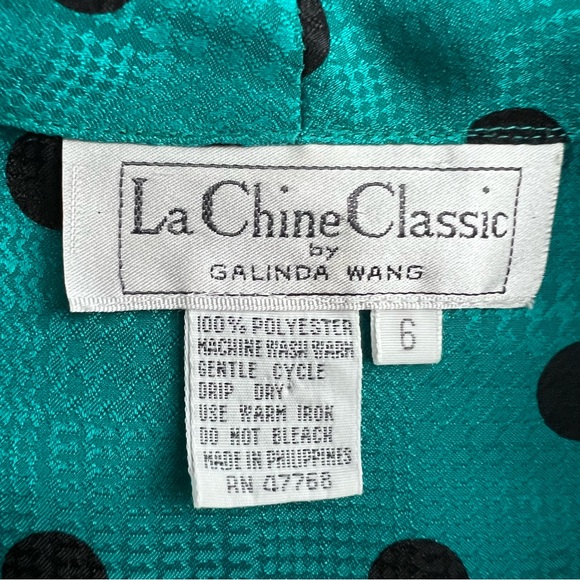 La Chine Classic
by
GALINDA WANG
6
100% POLYESTER
MACHINE WASH WARM
GENTLE CYCLE
DRIP DRY
USE WARM IRON
DO NOT BLEACH
MADE IN PHILIPPINES
RN 47768